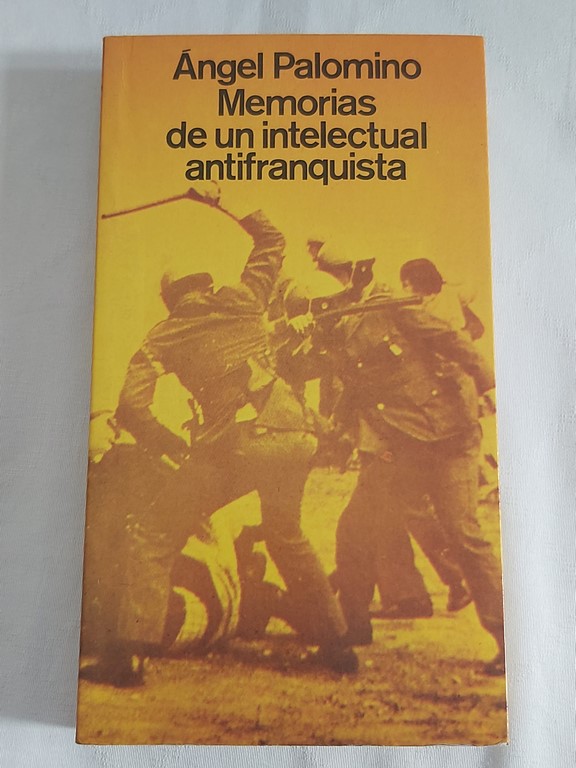 Ángel Palomino
Memorias
de un intelectual
antifranquista